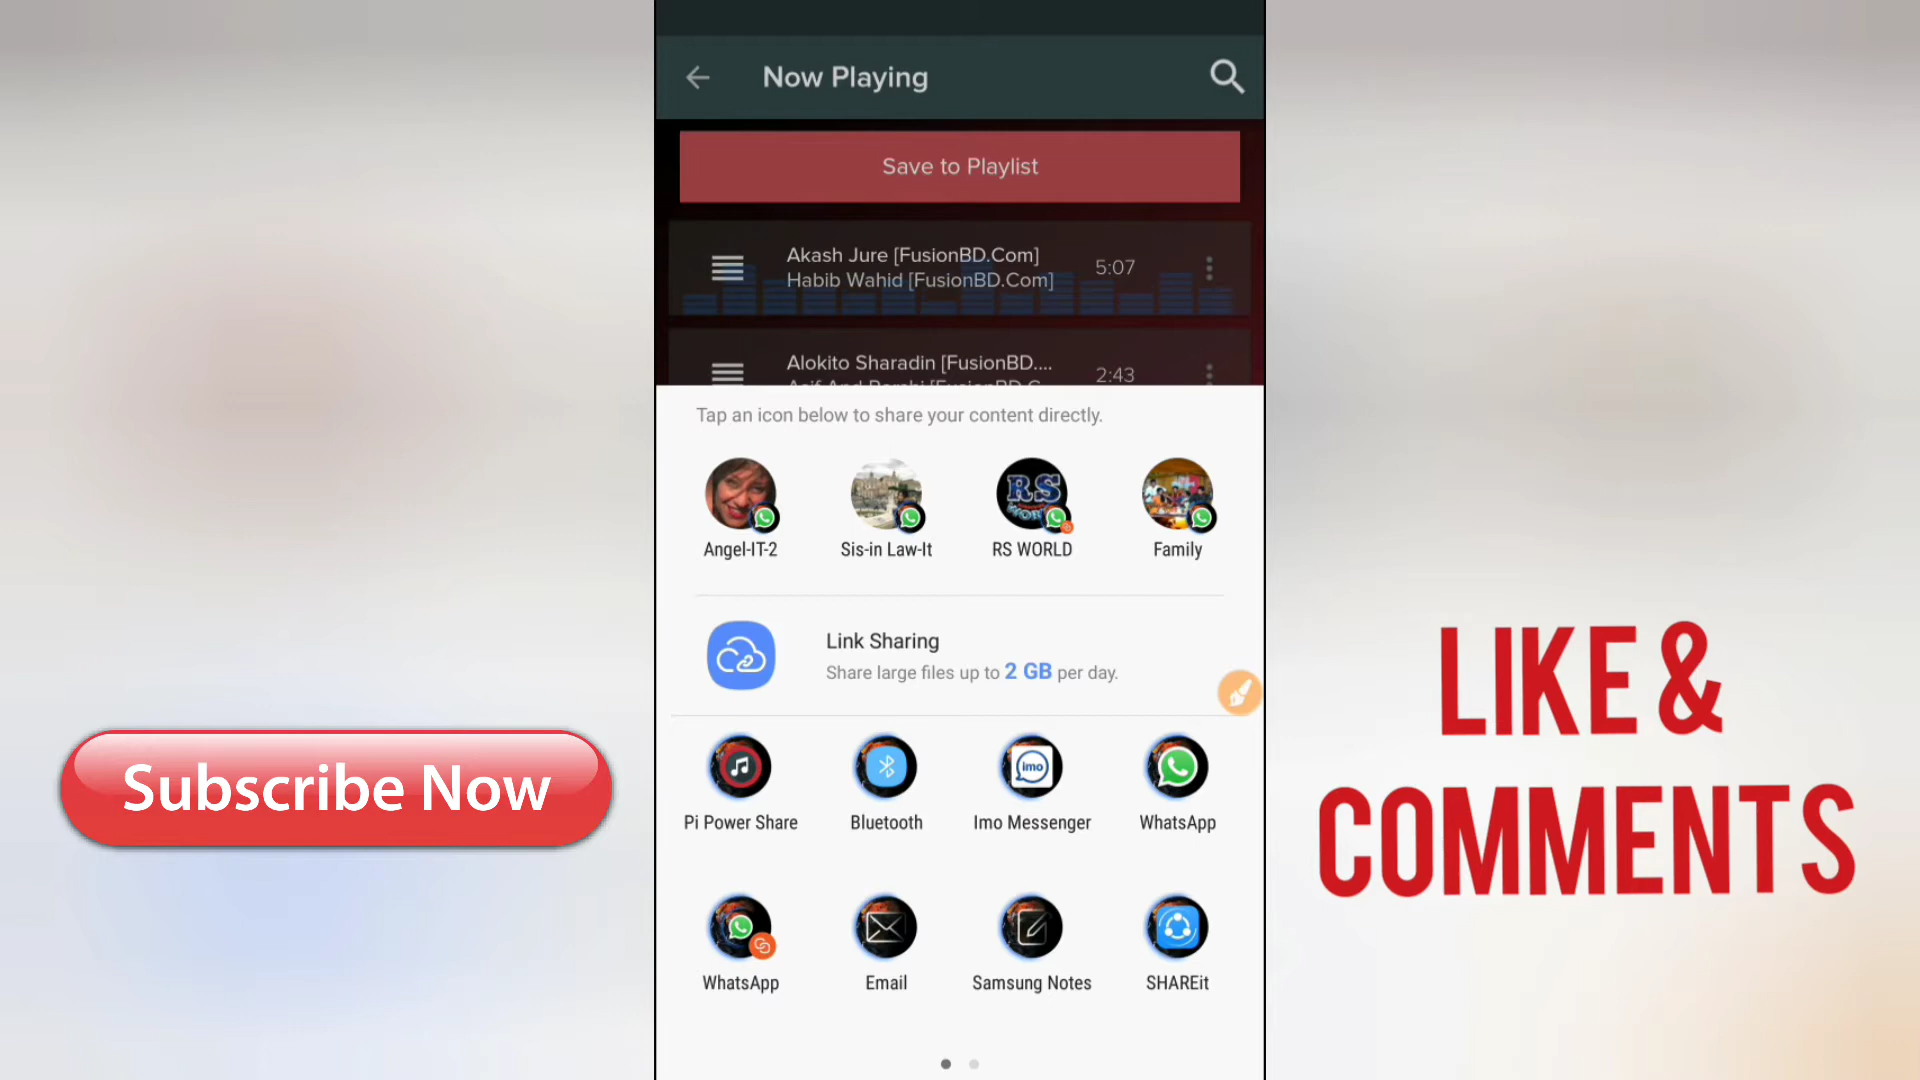 Now Playing
Save to Playlist
Akash Jure [FusionBD.Com]
Habib Wahid [FusionBD.Com]
5:07
Alokito Sharadin [FusionBD....
2:43
Tap an icon below to share your content directly.
RS
Angel-IT-2
Sis-in Law-It
RS WORLD
Family
Link Sharing
Share large files up to 2 GB per day.
imo
Pi Power Share
Bluetooth
Imo Messenger
WhatsApp
WhatsApp
Email
Samsung Notes
SHAREit
Subscribe Now
LIKE &
COMMENTS